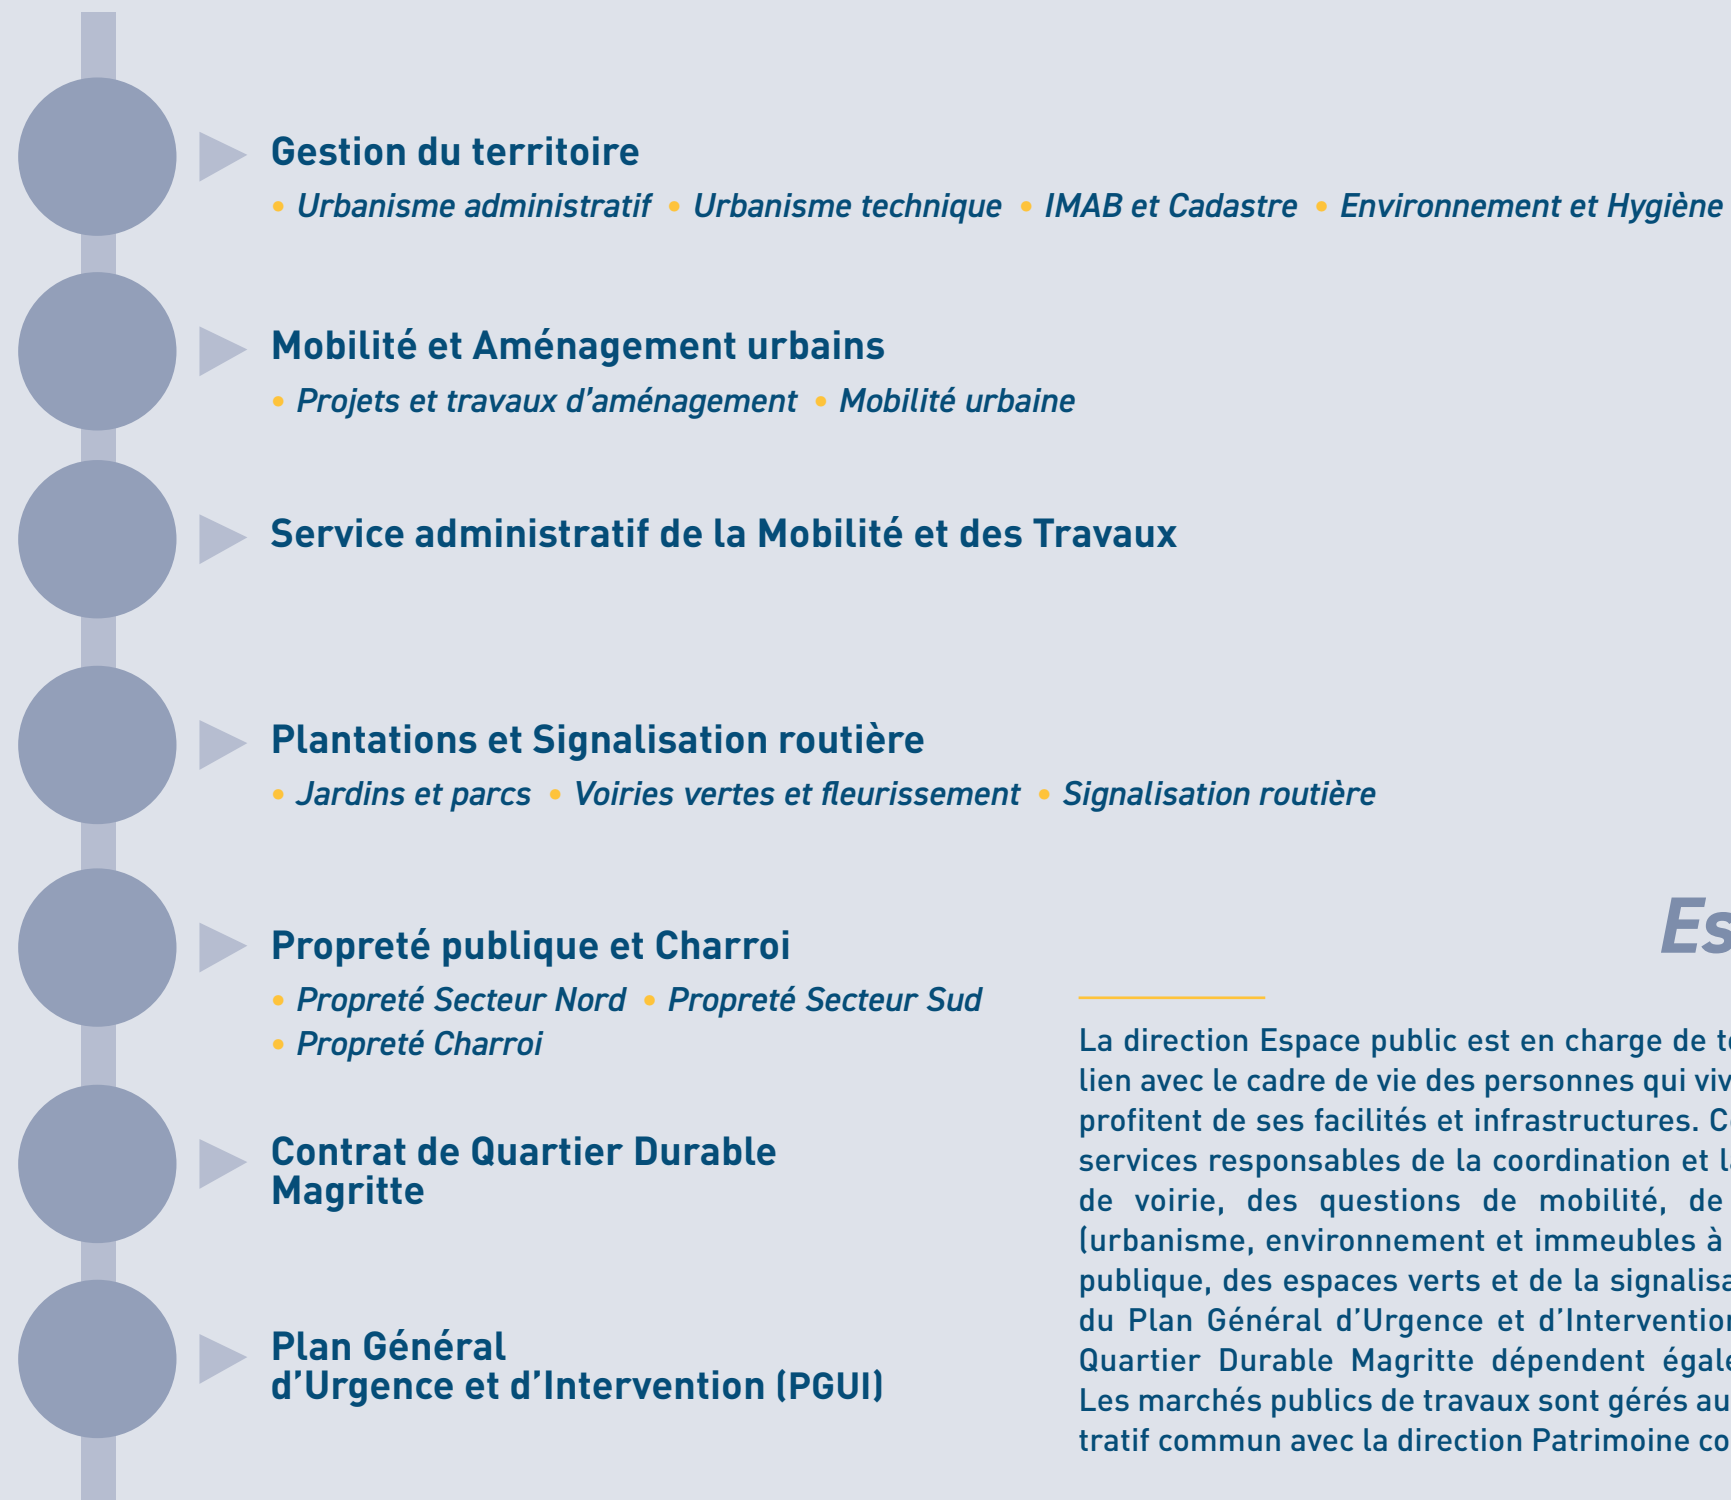 Gestion du territoire
• Urbanisme administratif • Urbanisme technique • IMAB et Cadastre • Environnement et Hygiène
Mobilité et Aménagement urbains
• Projets et travaux d'aménagement • Mobilité urbaine
Service administratif de la Mobilité et des Travaux
Plantations et Signalisation routière
• Jardins et parcs • Voiries vertes et fleurissement • Signalisation routière
Propreté publique et Charroi
• Propreté Secteur Nord • Propreté Secteur Sud
• Propreté Charroi
Contrat de Quartier Durable
Magritte
Plan Général
d'Urgence et d'Intervention (PGUI)
Es
La direction Espace public est en charge de
lien avec le cadre de vie des personnes qui
profitent de ses facilités et infrastructures.
services responsables de la coordination et
de voirie, des questions de mobilité, de
(urbanisme, environnement et immeubles à
publique, des espaces verts et de la
du Plan Général d'Urgence et
Quartier Durable Magritte dépendent
Les marchés publics de travaux sont gérés au
tratif commun avec la direction Patrimoine